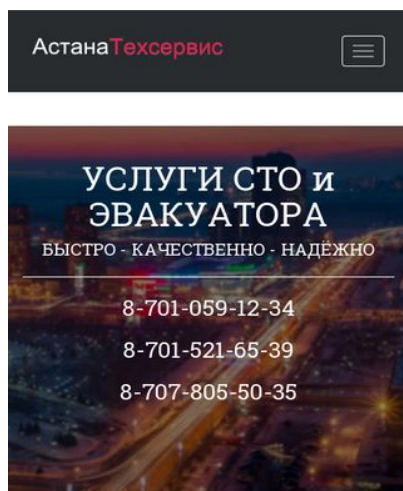 АстанаТехсервис
УСЛУГИ СТО и
ЭВАКУАТОРА
БЫСТРО - КАЧЕСТВЕННО - НАДЁЖНО
8-701-059-12-34
8-701-521-65-39
8-707-805-50-35